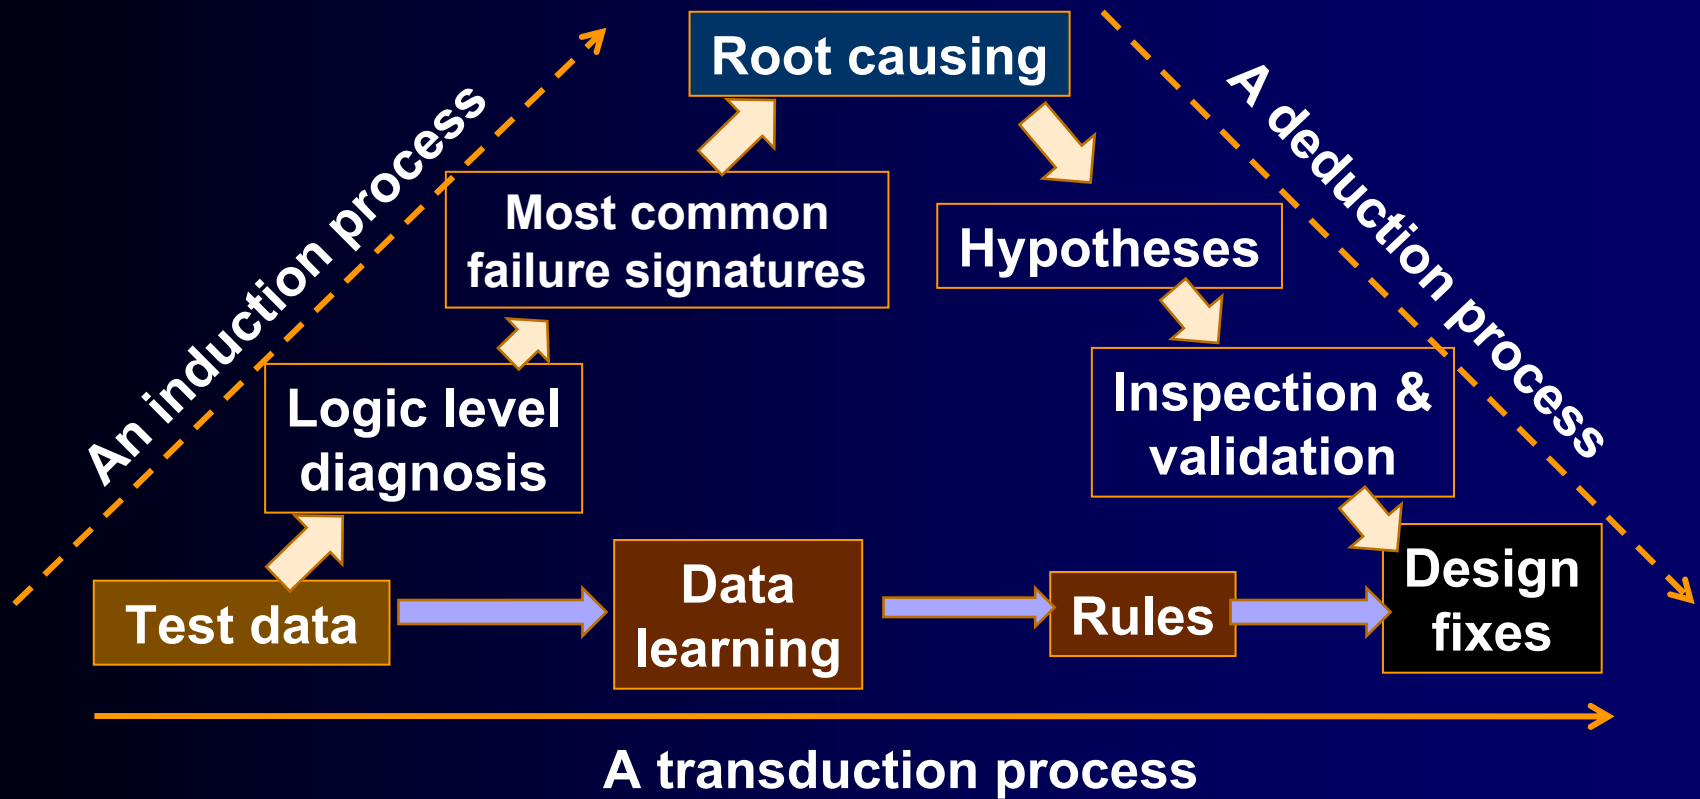 Root causing
An induction process
A deduction process
Most common
failure signatures
Hypotheses
Logic level
diagnosis
Inspection &
validation
Test data
Data
learning
Rules
Design
fixes
A transduction process